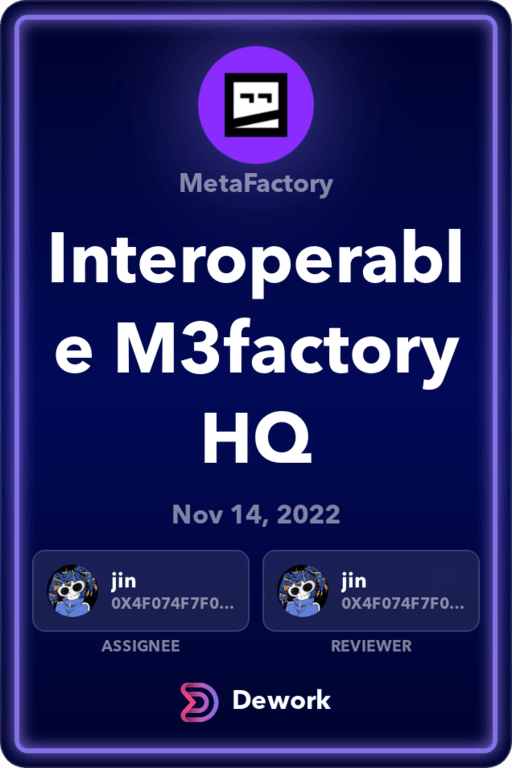 MetaFactory
Interoperabl
e M3factory
HQ
Nov 14, 2022
jin
0X4F074F7F0...
ASSIGNEE
jin
0X4F074F7F0...
REVIEWER
Dework